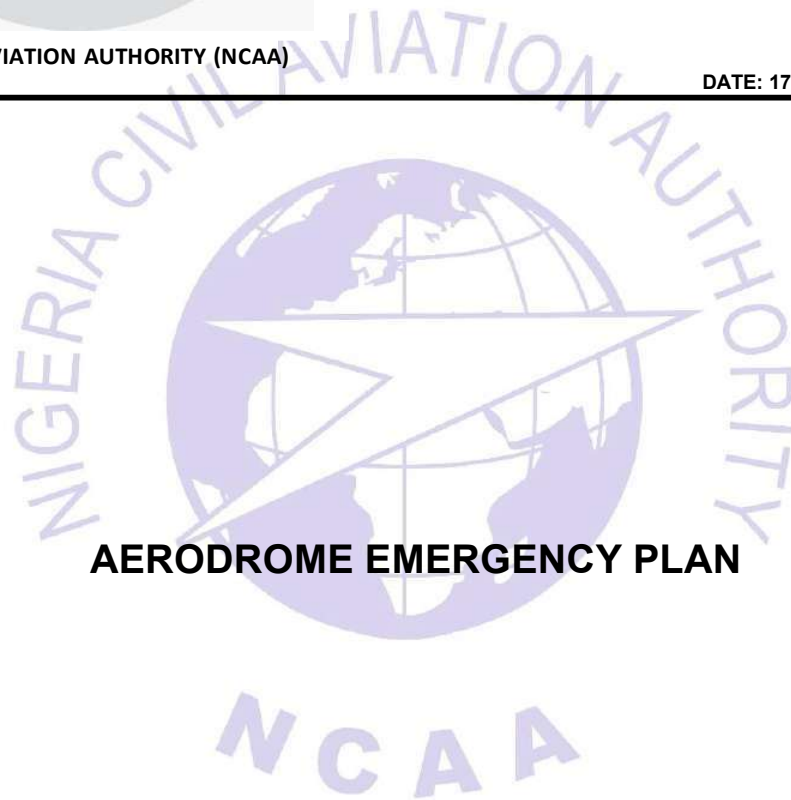 VIATION AUTHORITY (NCAA)
DATE: 17
NIGERIA CIVIL AVIATION AUTHORITY
AERODROME EMERGENCY PLAN
NCAA